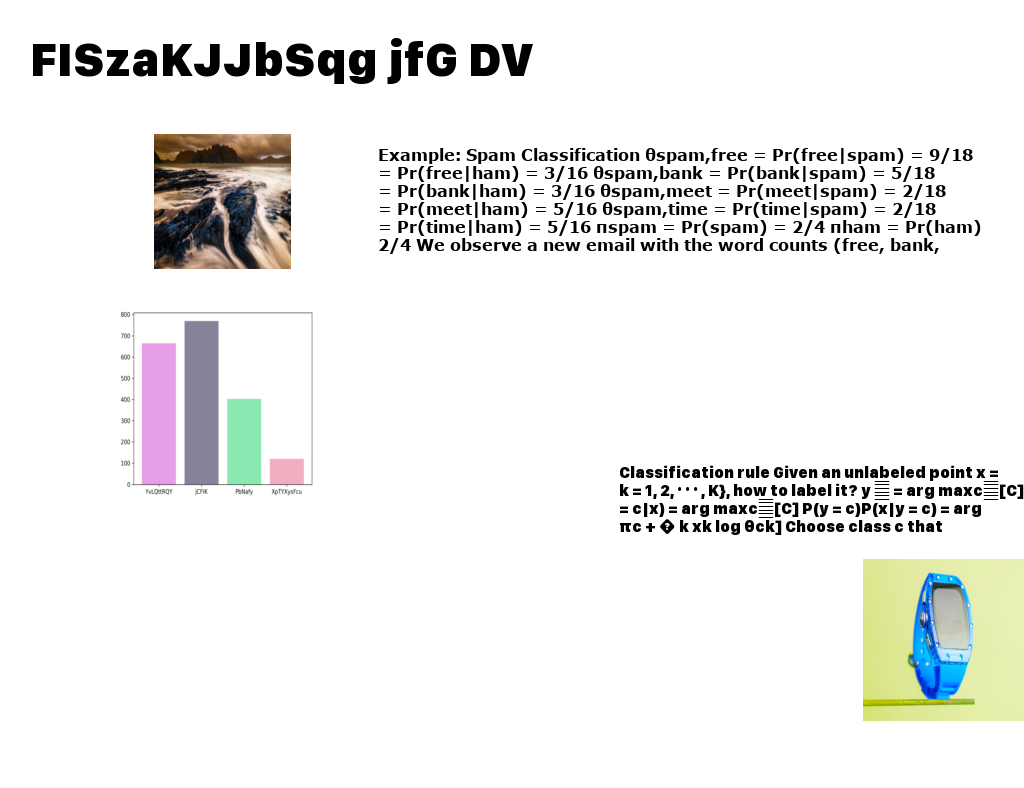 FISzaKJJbSqg jfG DV
Example: Spam Classification θspam,free = Pr(free|spam) = 9/18
= Pr(free|ham) = 3/16 θspam,bank = Pr(bank|spam) = 5/18
= Pr(bank|ham) = 3/16 θspam,meet = Pr(meet|spam) = 2/18
= Pr(meet|ham) = 5/16 θspam,time = Pr(time|spam) = 2/18
= Pr(time|ham) = 5/16 πspam = Pr(spam) = 2/4 πham = Pr(ham)
2/4 We observe a new email with the word counts (free, bank,
800
700
600
500
400
300
200
100
0
YvLQttRQY JCFIK PbNafy XpTYXysFcu
Classification rule Given an unlabeled point x =
k = 1, 2, · · · , K}, how to label it? y = arg maxc [C]
= c|x) = arg maxc [C] P(y = c)P(x|y = c) = arg
πc + � k xk log θck] Choose class c that